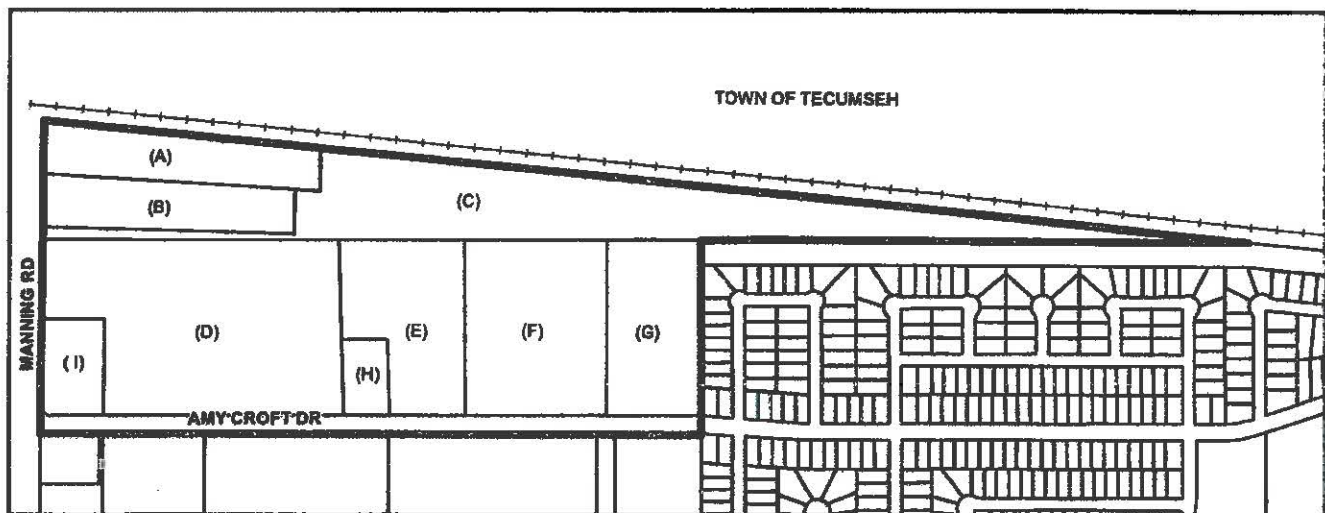 TOWN OF TECUMSEH
(A)
(B)
(C)
MANNING RD
(D)
(E)
(F)
(G)
(I)
(H)
AMY CROFT DR